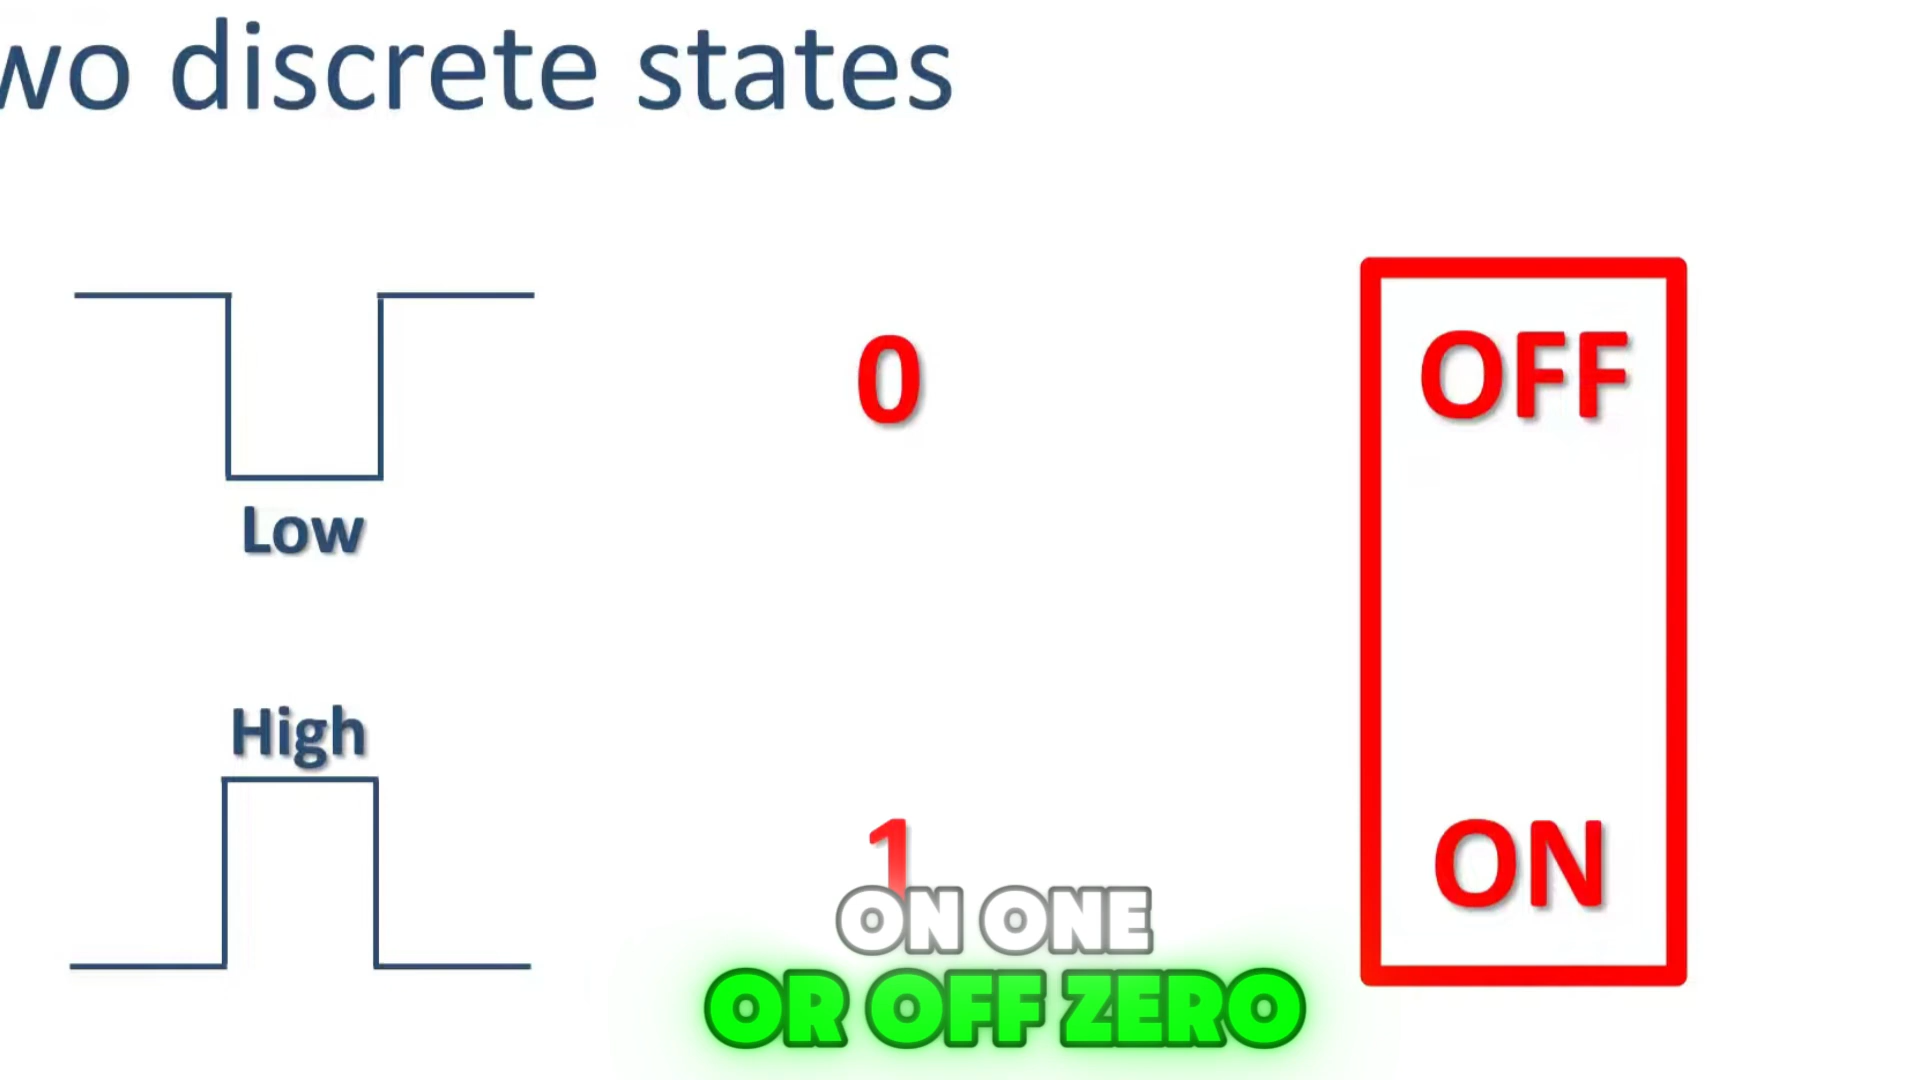 wo discrete states
0
OFF
Low
High
1
ON
ON ONE
OR OFF ZERO